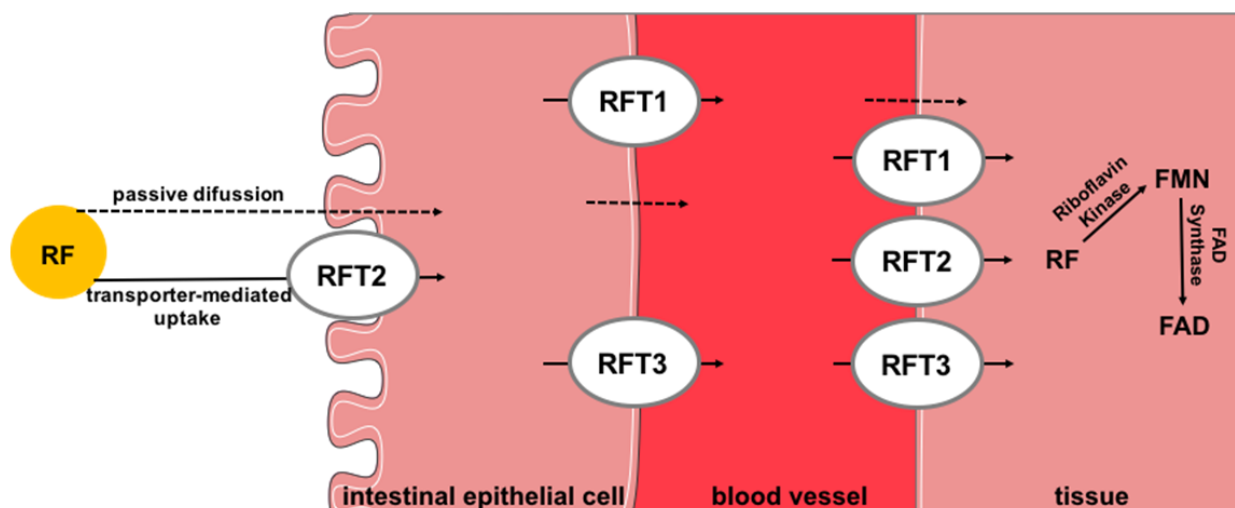 RF
passive difussion
transporter-mediated
uptake
RFT2
RFT1
RFT3
RFT1
RFT2
RFT3
RF
Riboflavin
Kinase
FMN
FAD
Synthase
FAD
intestinal epithelial cell
blood vessel
tissue